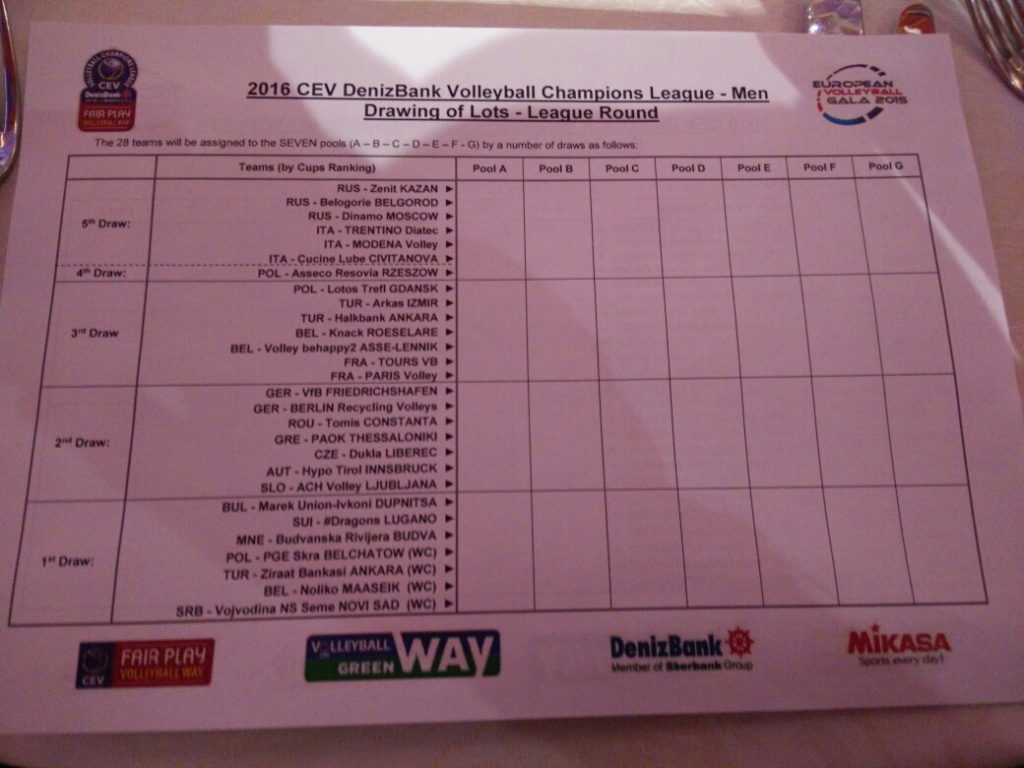 VOLLEYBALL CHAMPIONS LEAGUE
CEV
DenizBank
FAIR PLAY
VOLLEYBALL WAY
2016 CEV DenizBank Volleyball Champions League - Men
Drawing of Lots - League Round
EUROPEAN
VOLLEYBALL
GALA 2015
The 28 teams will be assigned to the SEVEN pools (A – B – C – D – E – F - G) by a number of draws as follows:
Teams (by Cups Ranking) Pool A Pool B Pool C Pool D Pool E Pool F Pool G
RUS - Zenit KAZAN ►
RUS - Belogorie BELGOROD ►
5th Draw: RUS - Dinamo MOSCOW ►
ITA - TRENTINO Diatec ►
ITA - MODENA Volley ►
ITA - Cucine Lube CIVITANOVA ►
4th Draw: POL - Asseco Resovia RZESZOW ►
POL - Lotos Trefl GDANSK ►
TUR - Arkas IZMIR ►
TUR - Halkbank ANKARA ►
3rd Draw BEL - Knack ROESELARE ►
BEL - Volley behappy2 ASSE-LENNIK ►
FRA - TOURS VB ►
FRA - PARIS Volley ►
GER - VfB FRIEDRICHSHAFEN ►
GER - BERLIN Recycling Volleys ►
ROU - Tomis CONSTANTA ►
2nd Draw: GRE - PAOK THESSALONIKI ►
CZE - Dukla LIBEREC ►
AUT - Hypo Tirol INNSBRUCK ►
SLO - ACH Volley LJUBLJANA ►
BUL - Marek Union-Ivkoni DUPNITSA ►
SUI - #Dragons LUGANO ►
MNE - Budvanska Rivijera BUDVA ►
1st Draw: POL - PGE Skra BELCHATOW (WC) ►
TUR - Ziraat Bankasi ANKARA (WC) ►
BEL - Noliko MAASEIK (WC) ►
SRB - Vojvodina NS Seme NOVI SAD (WC) ►
CEV FAIR PLAY
VOLLEYBALL WAY
VOLLEYBALL WAY
GREEN
DenizBank
Member of Sberbank Group
MIKASA
Sports every day!